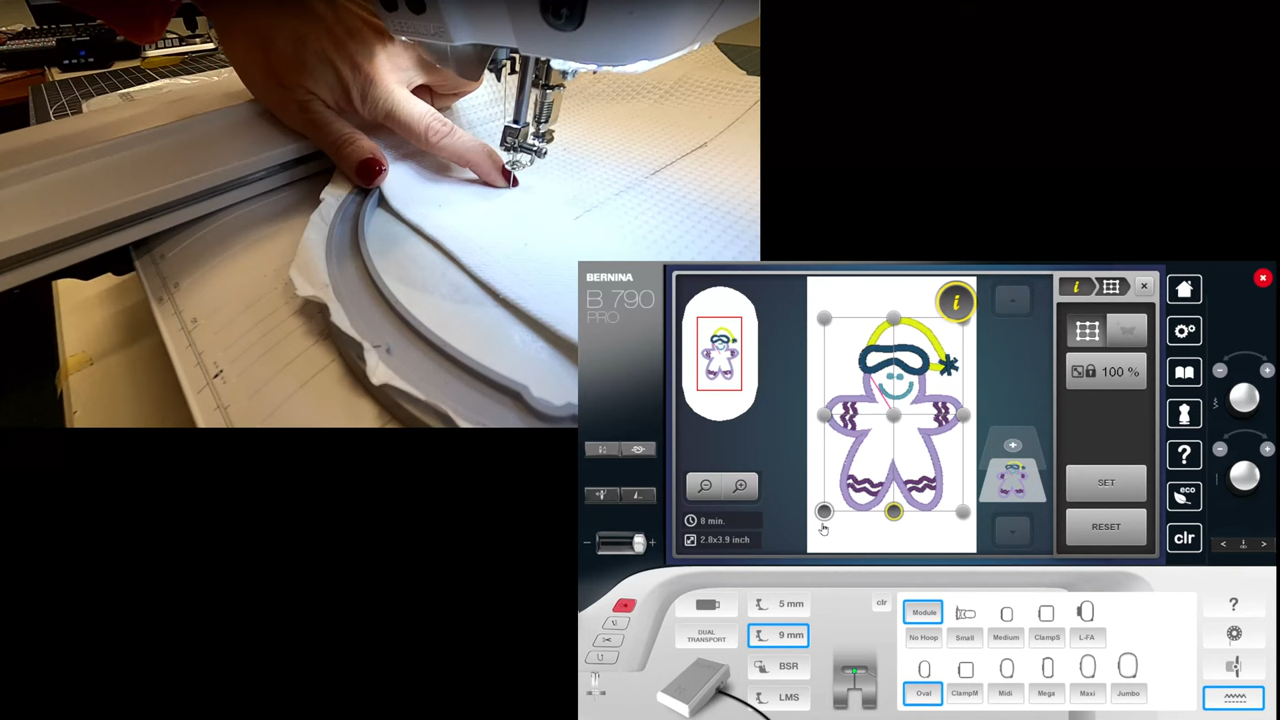 BERNINA
B 790
PRO
i
i
100 %
SET
RESET
8 min.
2.8x3.9 inch
?
eco
clr
DUAL
TRANSPORT
5 mm
9 mm
BSR
LMS
clr
Module
No Hoop
Small
Medium
ClampS
L-FA
Oval
ClampM
Midi
Mega
Maxi
Jumbo
?